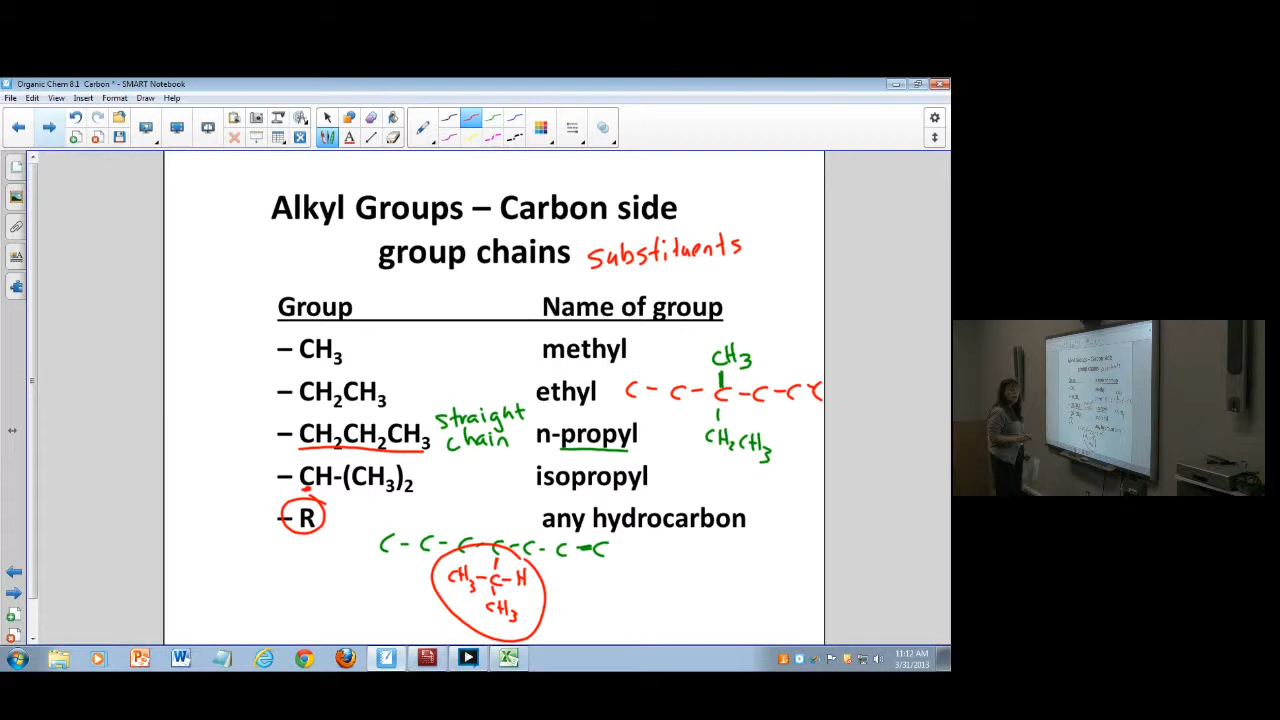 Organic Chem 8.1 Carbon * - SMART Notebook
File Edit View Insert Format Draw Help
Alkyl Groups – Carbon side
group chains substituents
Group Name of group
– CH₃ methyl
CH₃
– CH₂CH₃ ethyl C - C - C - C - C
– CH₂CH₂CH₃ straight chain n-propyl
CH₂CH₃
– CH-(CH₃)₂ isopropyl
– R any hydrocarbon
C - C - C - C - C - C - C
CH₃ - C - H
CH₃
11:12 AM
3/31/2013